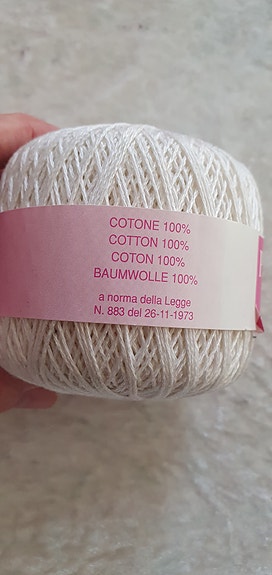 COTONE 100%
COTTON 100%
COTON 100%
BAUMWOLLE 100%
a norma della Legge
N. 883 del 26-11-1973